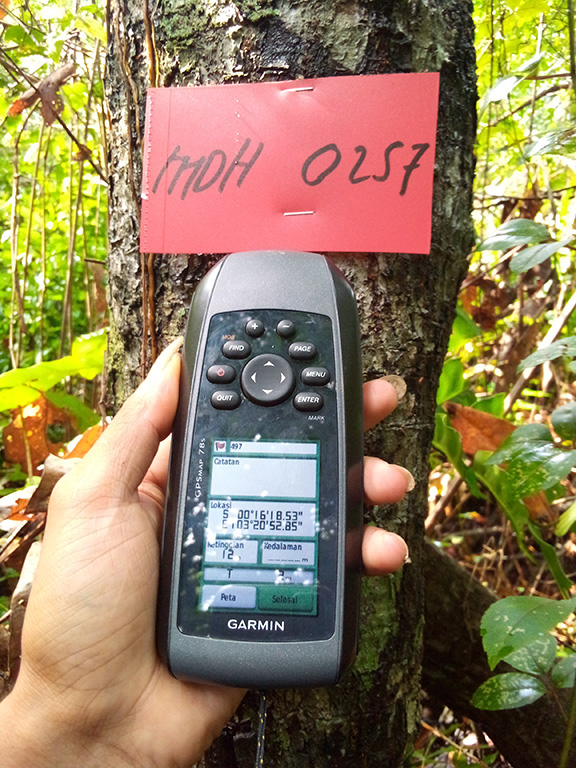 MDH 0257
MOB
FIND
PAGE
MENU
QUIT
ENTER
MARK
GPSMAP 78s
497
Catatan
Lokasi
S 00°16'18.53"
E103°20'52.85"
Ketinggian
Kedalaman
12
m
T
Peta
Selesai
GARMIN